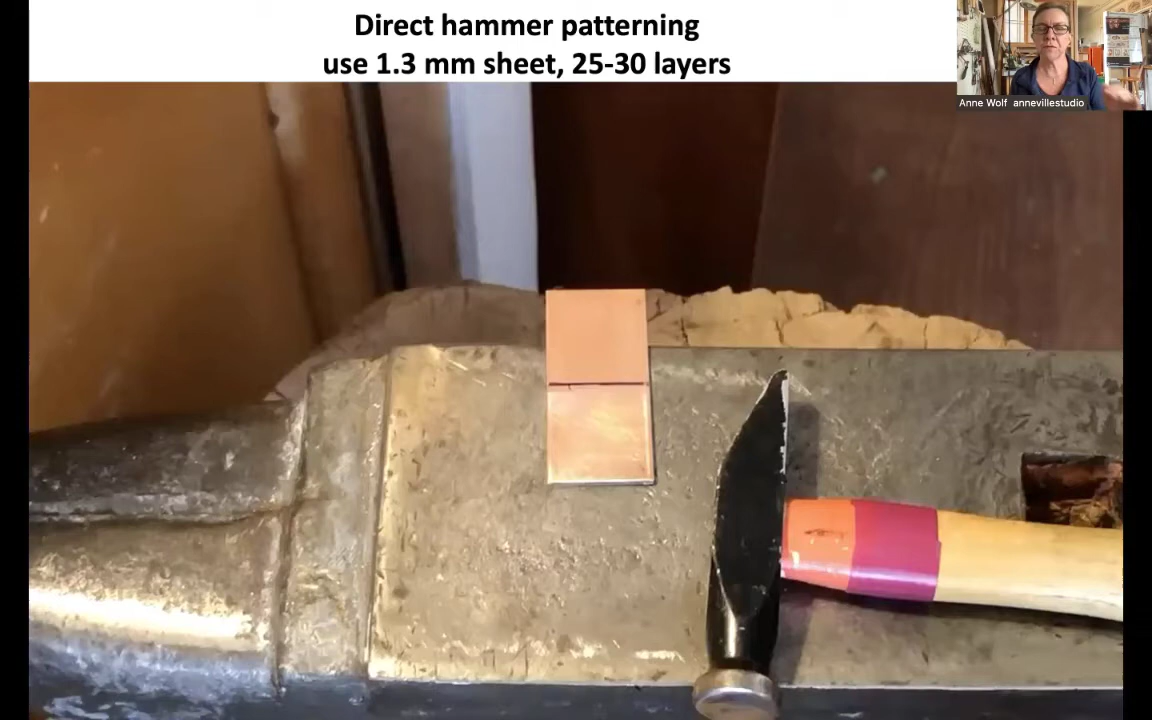 Direct hammer patterning
use 1.3 mm sheet, 25-30 layers
Anne Wolf annevillestudio